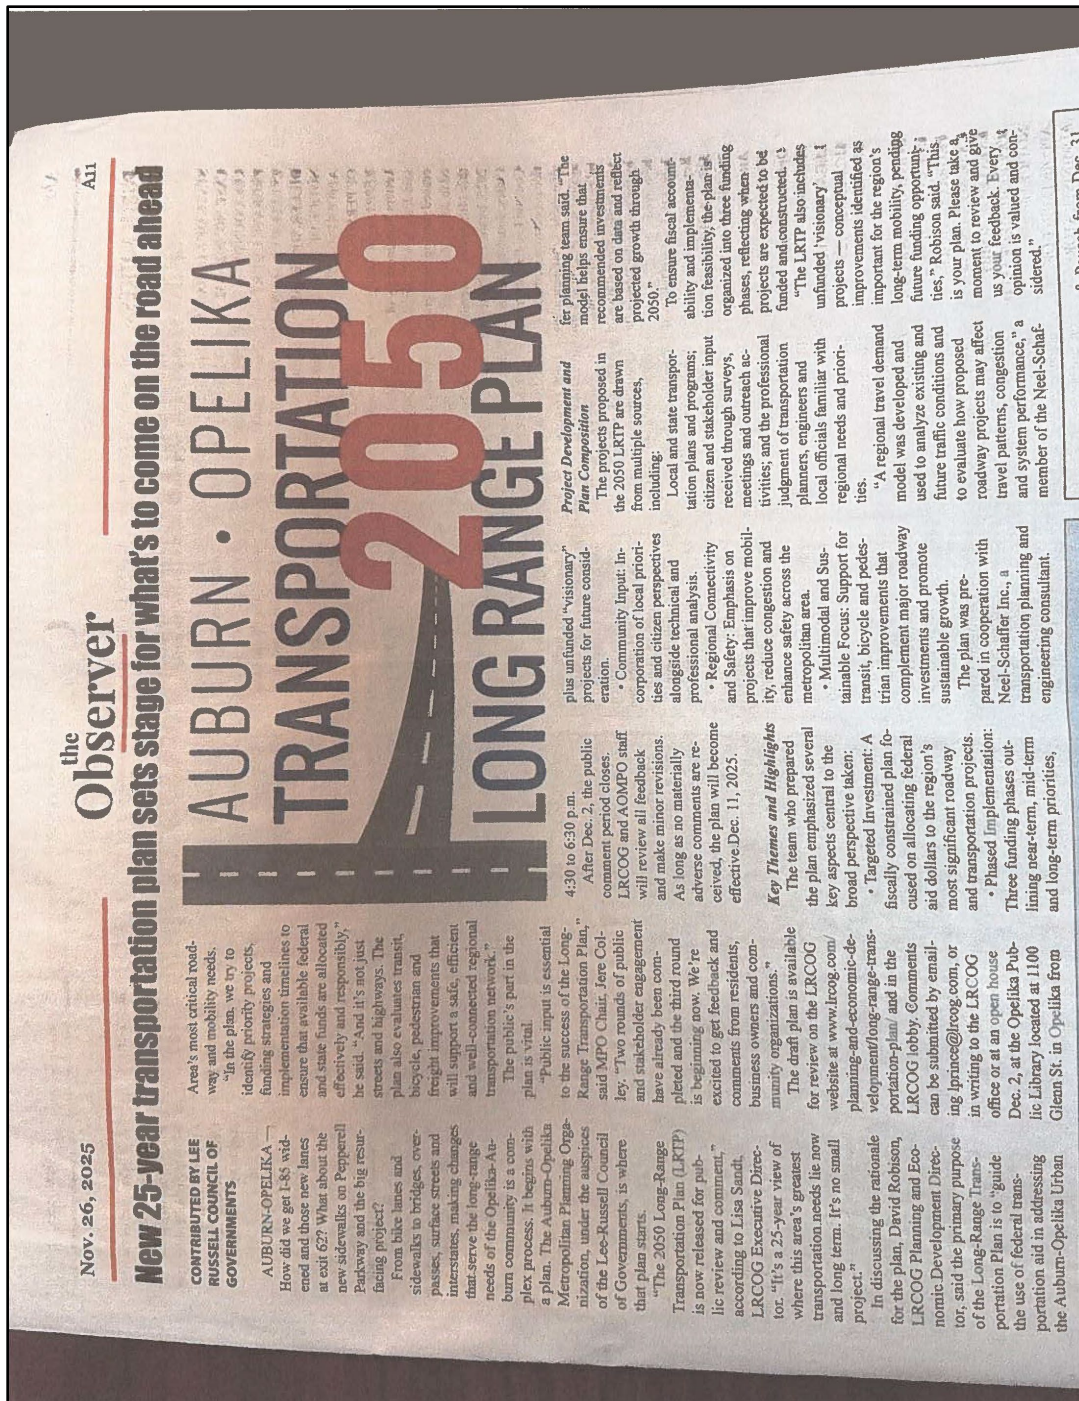 Nov. 26, 2025
the
Observer
A11
New 25-year transportation plan sets stage for what's to come on the road ahead
CONTRIBUTED BY LEE
RUSSELL COUNCIL OF
GOVERNMENTS
AUBURN-OPELIKA —
How did we get I-85 wid-
ened and those new lanes
at exit 62? What about the
new sidewalks on Pepperell
Parkway and the big resur-
facing project?
From bike lanes and
sidewalks to bridges, over-
passes, surface streets and
interstates, making changes
that serve the long-range
needs of the Opelika-Au-
burn community is a com-
plex process. It begins with
a plan. The Auburn-Opelika
Metropolitan Planning Orga-
nization, under the auspices
of the Lee-Russell Council
of Governments, is where
that plan starts.
"The 2050 Long-Range
Transportation Plan (LRTP)
is now released for pub-
lic review and comment,"
according to Lisa Sandt,
LRCOG Executive Direc-
tor. "It's a 25-year view of
where this area's greatest
transportation needs lie now
and long term. It's no small
project."
In discussing the rationale
for the plan, David Robison,
LRCOG Planning and Eco-
nomic Development Direc-
tor, said the primary purpose
of the Long-Range Trans-
portation Plan is to "guide
the use of federal trans-
portation aid in addressing
the Auburn-Opelika Urban
Area's most critical road-
way and mobility needs.
"In the plan, we try to
identify priority projects,
funding strategies and
implementation timelines to
ensure that available federal
and state funds are allocated
effectively and responsibly,"
he said. "And it's not just
streets and highways. The
plan also evaluates transit,
bicycle, pedestrian and
freight improvements that
will support a safe, efficient
and well-connected regional
transportation network."
The public's part in the
plan is vital.
"Public input is essential
to the success of the Long-
Range Transportation Plan,"
said MPO Chair, Jere Col-
ley. "Two rounds of public
and stakeholder engagement
have already been com-
pleted and the third round
is beginning now. We're
excited to get feedback and
comments from residents,
business owners and com-
munity organizations."
The draft plan is available
for review on the LRCOG
website at www.lrcog.com/
planning-and-economic-de-
velopment/long-range-trans-
portation-plan/ and in the
LRCOG lobby. Comments
can be submitted by email-
ing lprince@lrcog.com, or
in writing to the LRCOG
office or at an open house
Dec. 2, at the Opelika Pub-
lic Library located at 1100
Glenn St. in Opelika from
AUBURN • OPELIKA
TRANSPORTATION
2050
LONG RANGE PLAN
4:30 to 6:30 p.m.
After Dec. 2, the public
comment period closes.
LRCOG and AOMPO staff
will review all feedback
and make minor revisions.
As long as no materially
adverse comments are re-
ceived, the plan will become
effective Dec. 11, 2025.
Key Themes and Highlights
The team who prepared
the plan emphasized several
key aspects central to the
broad perspective taken:
• Targeted Investment: A
fiscally constrained plan fo-
cused on allocating federal
aid dollars to the region's
most significant roadway
and transportation projects.
• Phased Implementation:
Three funding phases out-
lining near-term, mid-term
and long-term priorities,
plus unfunded "visionary"
projects for future consid-
eration.
• Community Input: In-
corporation of local priori-
ties and citizen perspectives
alongside technical and
professional analysis.
• Regional Connectivity
and Safety: Emphasis on
projects that improve mobil-
ity, reduce congestion and
enhance safety across the
metropolitan area.
• Multimodal and Sus-
tainable Focus: Support for
transit, bicycle and pedes-
trian improvements that
complement major roadway
investments and promote
sustainable growth.
The plan was pre-
pared in cooperation with
Neel-Schaffer Inc., a
transportation planning and
engineering consultant.
Project Development and
Plan Composition
The projects proposed in
the 2050 LRTP are drawn
from multiple sources,
including:
Local and state transpor-
tation plans and programs;
citizen and stakeholder input
received through surveys,
meetings and outreach ac-
tivities; and the professional
judgment of transportation
planners, engineers and
local officials familiar with
regional needs and priori-
ties.
"A regional travel demand
model was developed and
used to analyze existing and
future traffic conditions and
to evaluate how proposed
roadway projects may affect
travel patterns, congestion
and system performance," a
member of the Neel-Schaf-
fer planning team said. "The
model helps ensure that
recommended investments
are based on data and reflect
projected growth through
2050."
To ensure fiscal account-
ability and implementa-
tion feasibility, the plan is
organized into three funding
phases, reflecting when
projects are expected to be
funded and constructed.
"The LRTP also includes
unfunded 'visionary'
projects — conceptual
improvements identified as
important for the region's
long-term mobility, pending
future funding opportuni-
ties," Robison said. "This
is your plan. Please take a
moment to review and give
us your feedback. Every
opinion is valued and con-
sidered."